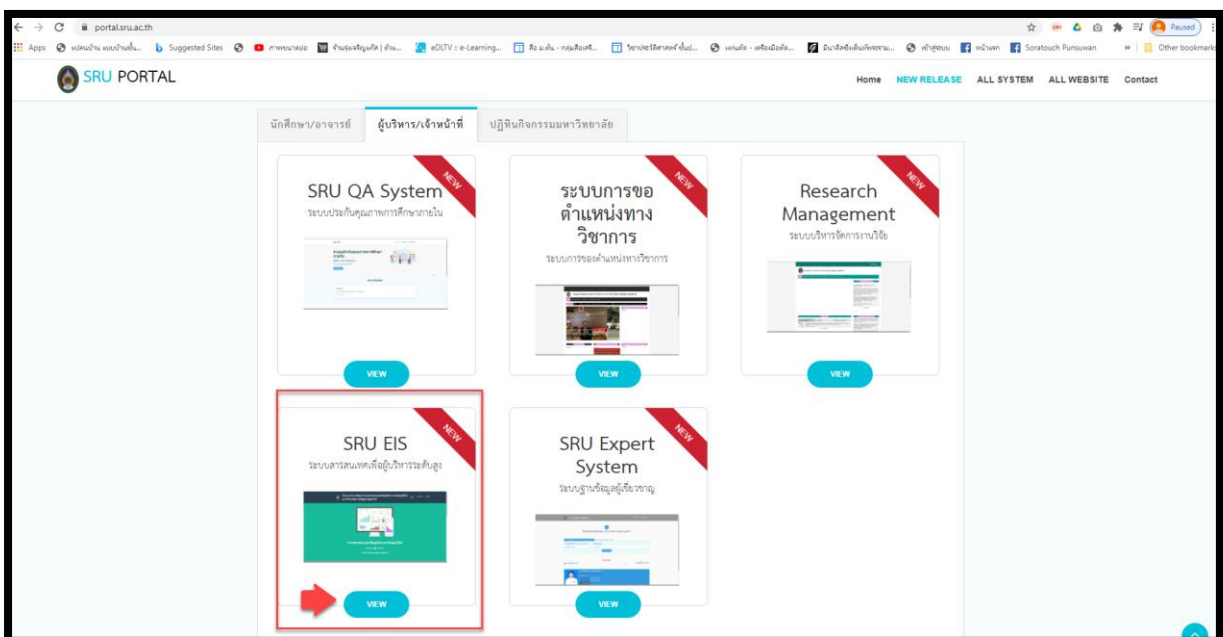 portal.sru.ac.th
Paused
Apps
Suggested Sites
eDLTV : e-Learning...
Soratouch Punsuwan
Other bookmarks
SRU PORTAL
Home NEW RELEASE ALL SYSTEM ALL WEBSITE Contact
นักศึกษา/อาจารย์ ผู้บริหาร/เจ้าหน้าที่ ปฏิทินกิจกรรมมหาวิทยาลัย
NEW
SRU QA System
ระบบประกันคุณภาพการศึกษาภายใน
VIEW
NEW
ระบบการขอ
ตำแหน่งทาง
วิชาการ
ระบบการของตำแหน่งทางวิชาการ
VIEW
NEW
Research
Management
ระบบบริหารจัดการงานวิจัย
VIEW
NEW
SRU EIS
ระบบสารสนเทศเพื่อผู้บริหารระดับสูง
VIEW
NEW
SRU Expert
System
ระบบฐานข้อมูลผู้เชี่ยวชาญ
VIEW